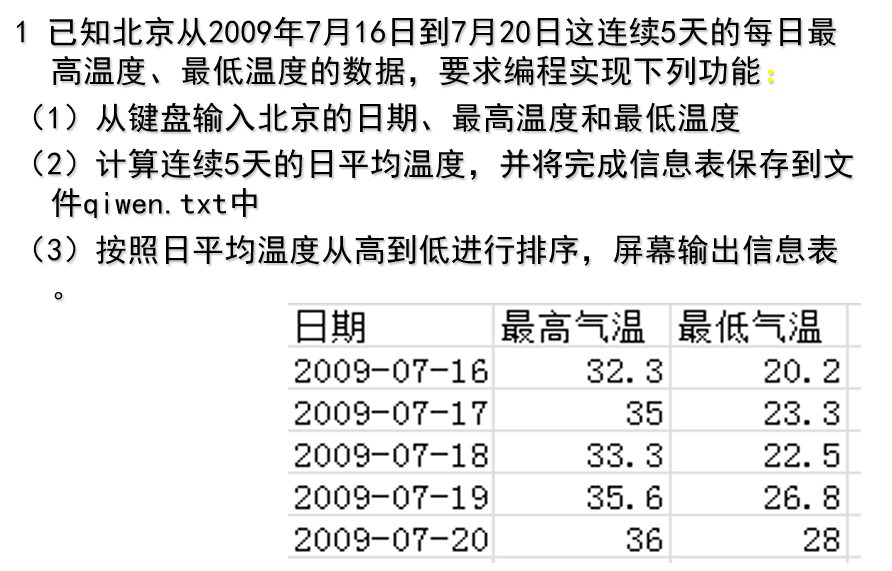 1 已知北京从2009年7月16日到7月20日这连续5天的每日最
高温度、最低温度的数据，要求编程实现下列功能：
（1）从键盘输入北京的日期、最高温度和最低温度
（2）计算连续5天的日平均温度，并将完成信息表保存到文
件qiwen.txt中
（3）按照日平均温度从高到低进行排序，屏幕输出信息表
。
日期 最高气温 最低气温
2009-07-16 32.3 20.2
2009-07-17 35 23.3
2009-07-18 33.3 22.5
2009-07-19 35.6 26.8
2009-07-20 36 28